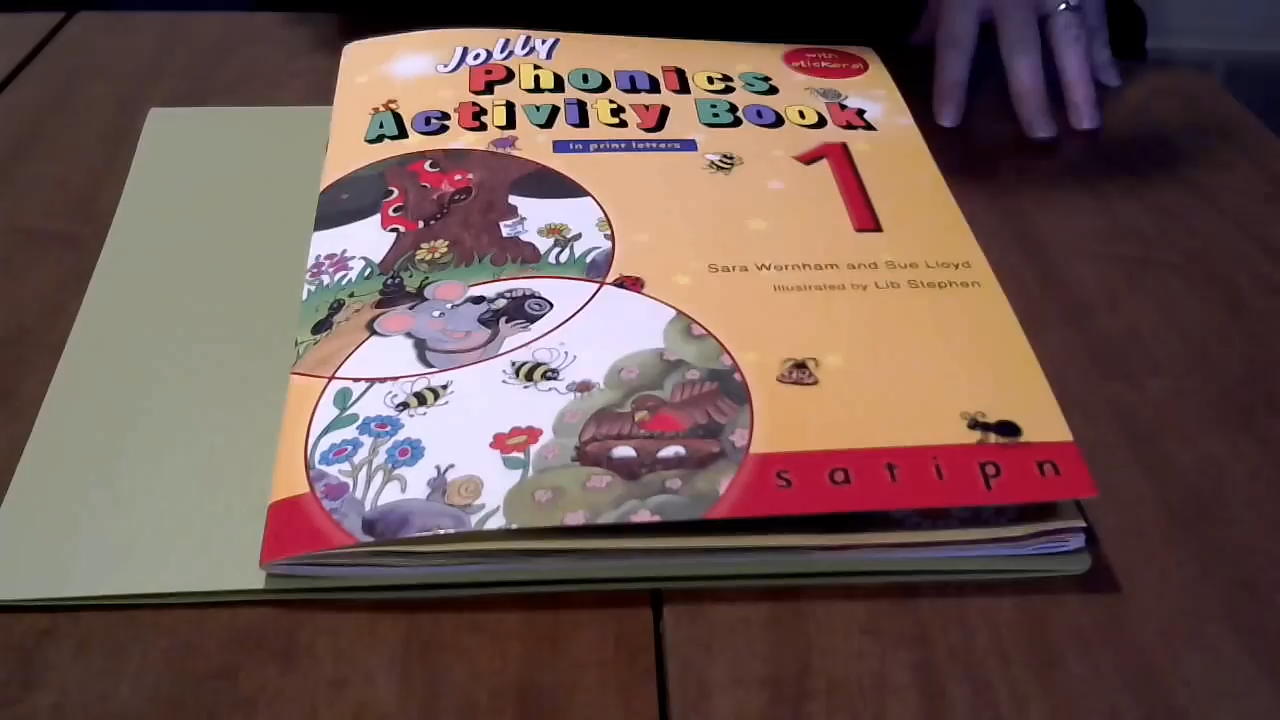 Jolly
Phonics
Activity Book
with
stickers!
in print letters
1
Sara Wernham and Sue Lloyd
Illustrated by Lib Stephen
s a t i p n